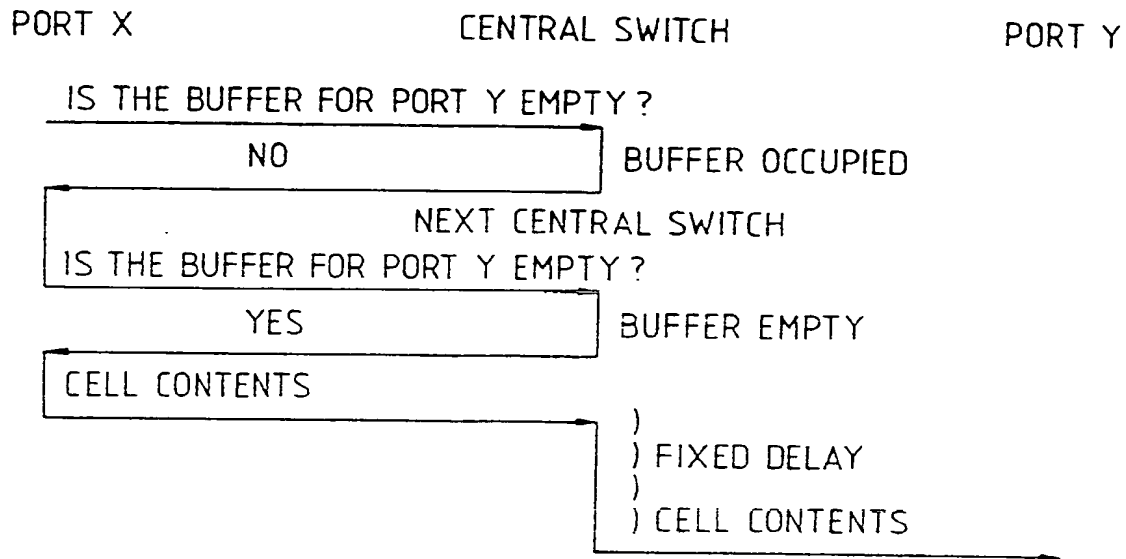 PORT X CENTRAL SWITCH PORT Y
IS THE BUFFER FOR PORT Y EMPTY?
NO BUFFER OCCUPIED
NEXT CENTRAL SWITCH
IS THE BUFFER FOR PORT Y EMPTY?
YES BUFFER EMPTY
CELL CONTENTS
)
) FIXED DELAY
)
) CELL CONTENTS